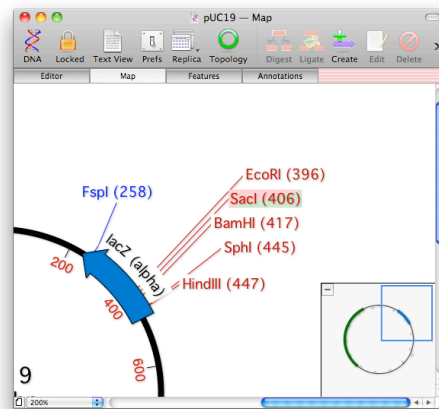 pUC19 — Map
DNA Locked Text View Prefs Replica Topology Digest Ligate Create Edit Delete
Editor Map Features Annotations
EcoRI (396)
FspI (258)
SacI (406)
BamHI (417)
lacZ (alpha)
SphI (445)
200
HindIII (447)
400
600
9
200%